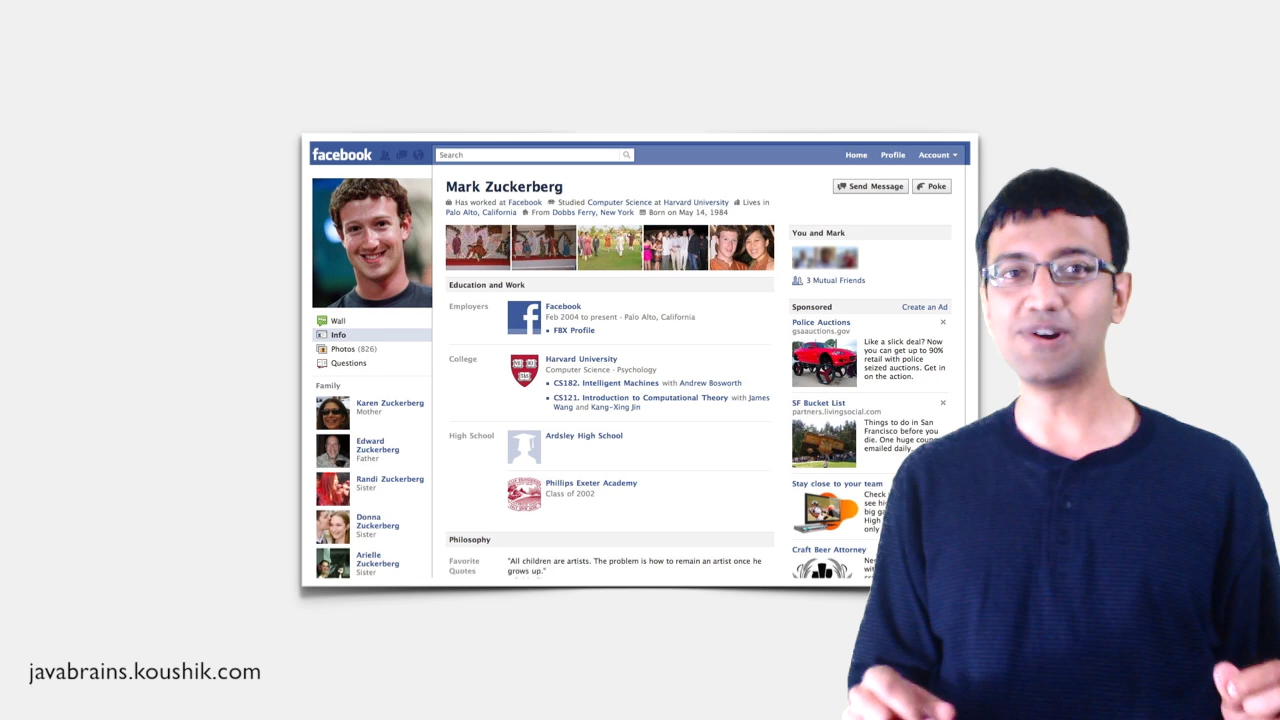 facebook
Search
Home Profile Account
Mark Zuckerberg
Send Message
Poke
Has worked at Facebook Studied Computer Science at Harvard University Lives in
Palo Alto, California From Dobbs Ferry, New York Born on May 14, 1984
Wall
Info
Photos (826)
Questions
Family
Karen Zuckerberg
Mother
Edward
Zuckerberg
Father
Randi Zuckerberg
Sister
Donna
Zuckerberg
Sister
Arielle
Zuckerberg
Sister
Education and Work
Employers
Facebook
Feb 2004 to present - Palo Alto, California
FBX Profile
College
Harvard University
Computer Science - Psychology
CS182. Intelligent Machines with Andrew Bosworth
CS121. Introduction to Computational Theory with James
Wang and Kang-Xing Jin
High School
Ardsley High School
Phillips Exeter Academy
Class of 2002
Philosophy
Favorite
Quotes
"All children are artists. The problem is how to remain an artist once he
grows up."
You and Mark
3 Mutual Friends
Sponsored
Create an Ad
Police Auctions
gsaauctions.gov
Like a slick deal? Now
you can get up to 90%
retail with police
seized auctions. Get in
on the action.
SF Bucket List
partners.livingsocial.com
Things to do in San
Francisco before you
die. One huge
emailed daily.
Stay close to your team
Check
see
big
High
only
Craft Beer Attorney
javabrains.koushik.com